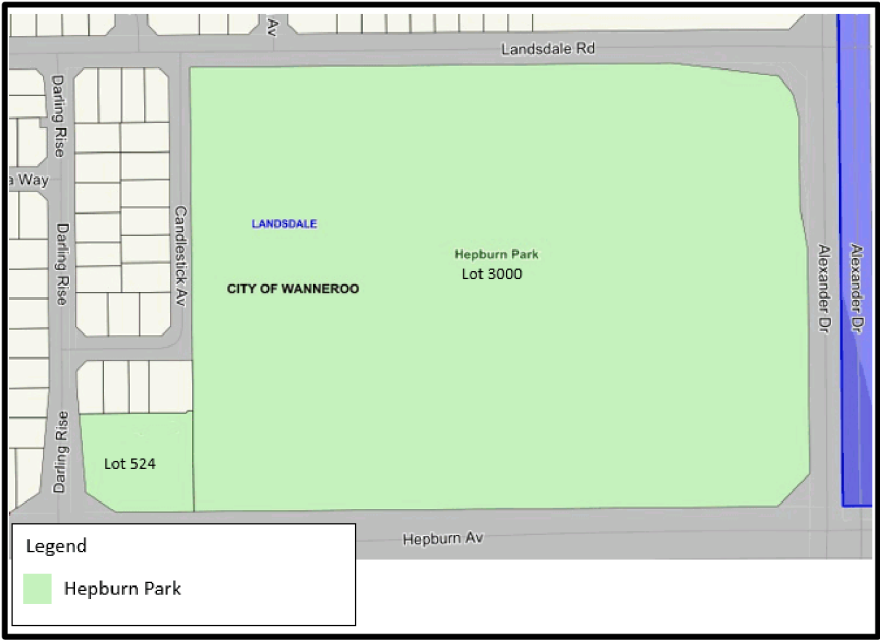 Av
Landsdale Rd
Darling Rise
a Way
Candlestick Av
LANDSDALE
Hepburn Park
Lot 3000
CITY OF WANNEROO
Darling Rise
Alexander Dr
Alexander Dr
Darling Rise
Lot 524
Hepburn Av
Legend
Hepburn Park